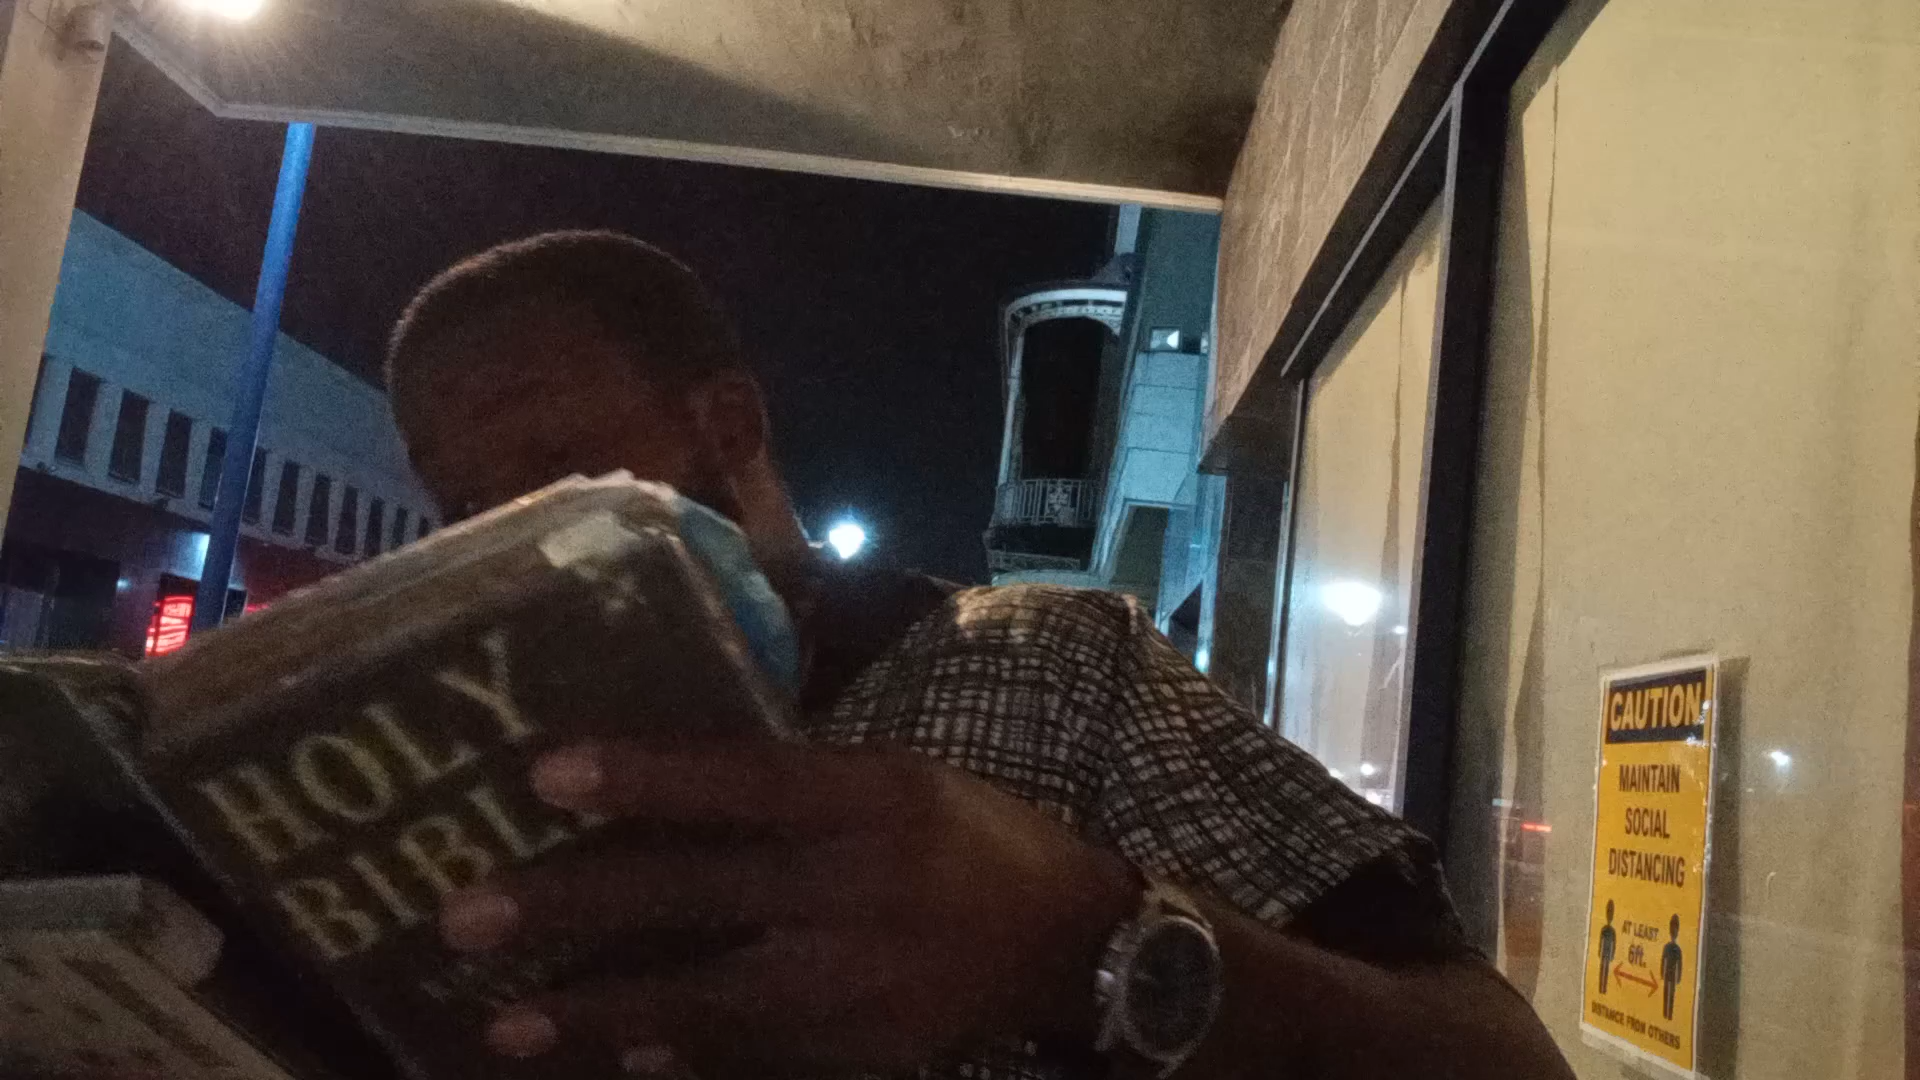 HOLY
BIBL
CAUTION
MAINTAIN
SOCIAL
DISTANCING
AT LEAST
6ft.
DISTANCE FROM OTHERS